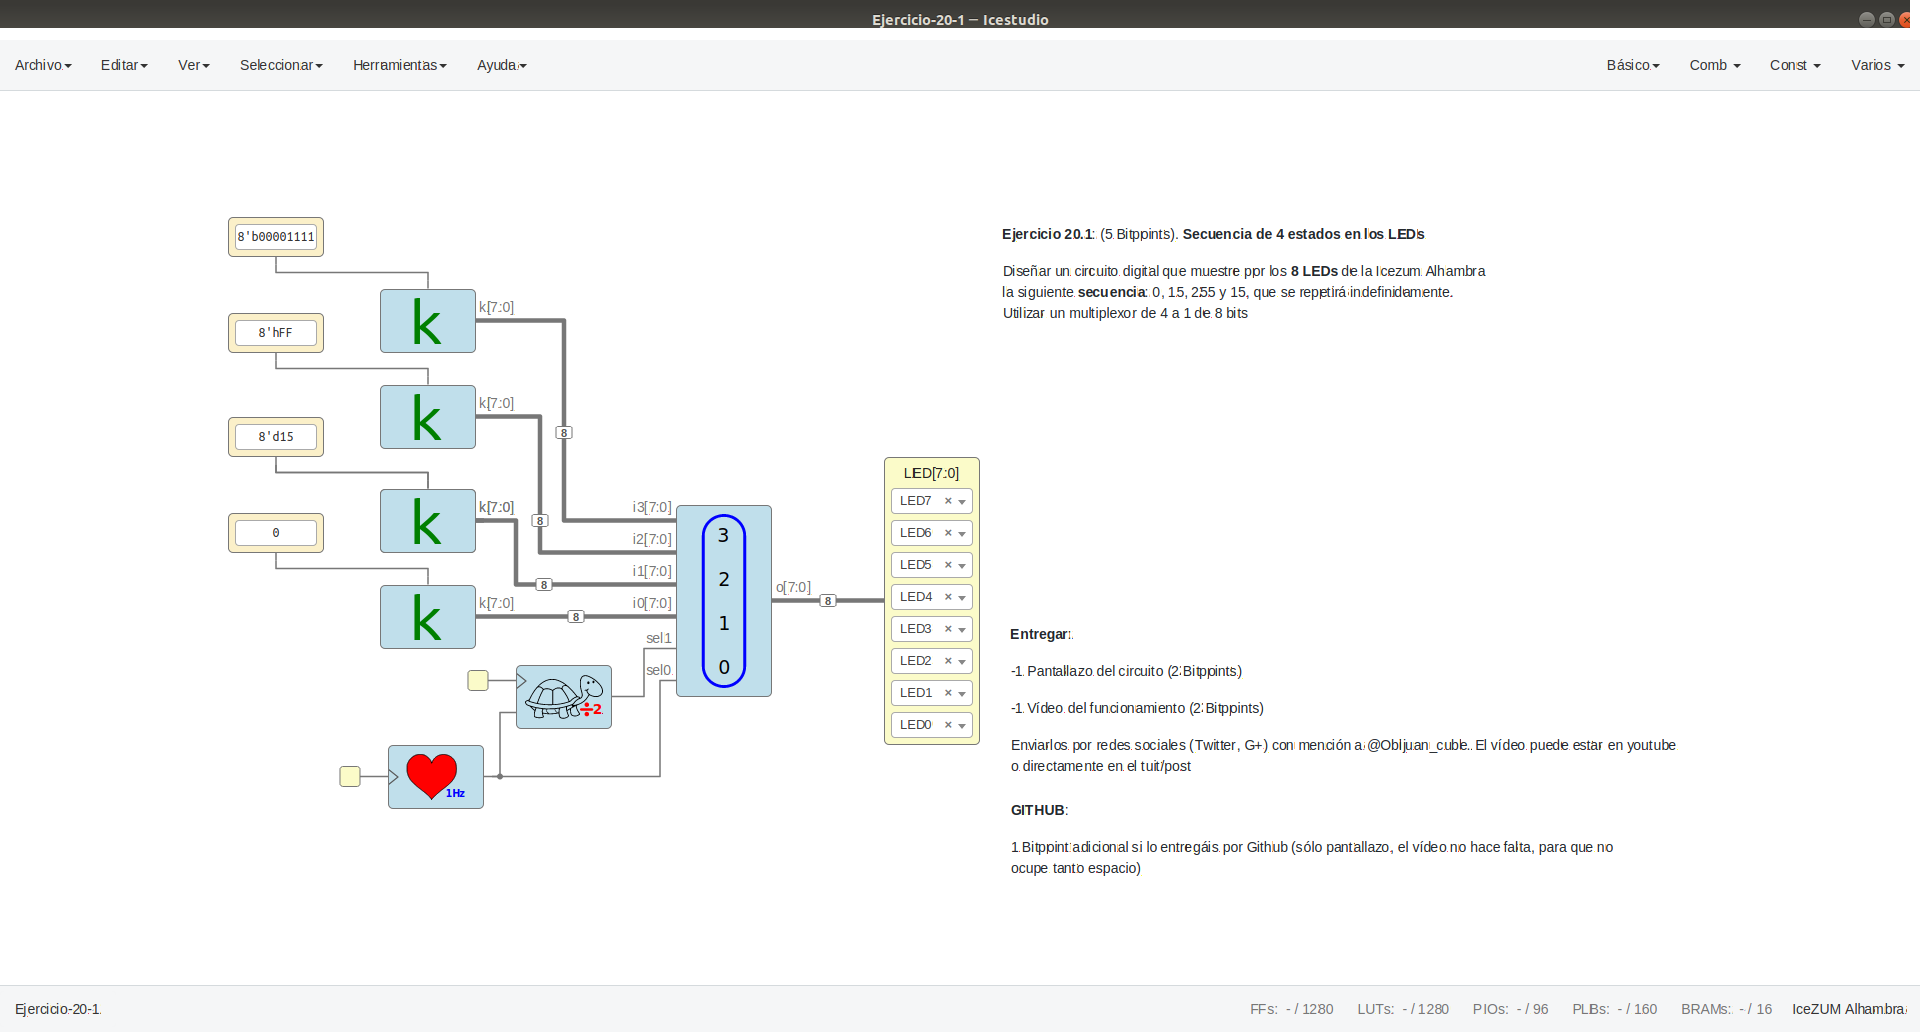 Ejercicio-20-1 — Icestudio
Archivo Editar Ver Seleccionar Herramientas Ayuda Básico Comb Const Varios
8'b00001111
k
k[7:0]
8'hFF
k
k[7:0]
8'd15
k
k[7:0]
0
k
k[7:0]
8
8
8
8
i3[7:0]
i2[7:0]
i1[7:0]
i0[7:0]
sel1
sel0
3
2
1
0
o[7:0]
8
÷2
1Hz
LED[7:0]
LED7
LED6
LED5
LED4
LED3
LED2
LED1
LED0
Ejercicio 20.1: (5 Bitppints). Secuencia de 4 estados en los LEDs
Diseñar un circuito digital que muestre ppr los 8 LEDs de la Icezum Alhambra
la siguiente secuencia: 0, 15, 255 y 15, que se repetirá indefinidamente.
Utilizar un multiplexor de 4 a 1 de 8 bits
Entregar:
-1 Pantallazo del circuito (2 Bitppints)
-1 Vídeo del funcionamiento (2 Bitppints)
Enviarlos por redes sociales (Twitter, G+) con mención a @Obijuan_cube. El vídeo puede estar en youtube
o directamente en el tuit/post
GITHUB:
1 Bitppint adicional si lo entregáis por Github (sólo pantallazo, el vídeo no hace falta, para que no
ocupe tanto espacio)
Ejercicio-20-1 FFs: - / 1280 LUTs: - / 1280 PIOs: - / 96 PLBs: - / 160 BRAMs: - / 16 IceZUM Alhambra